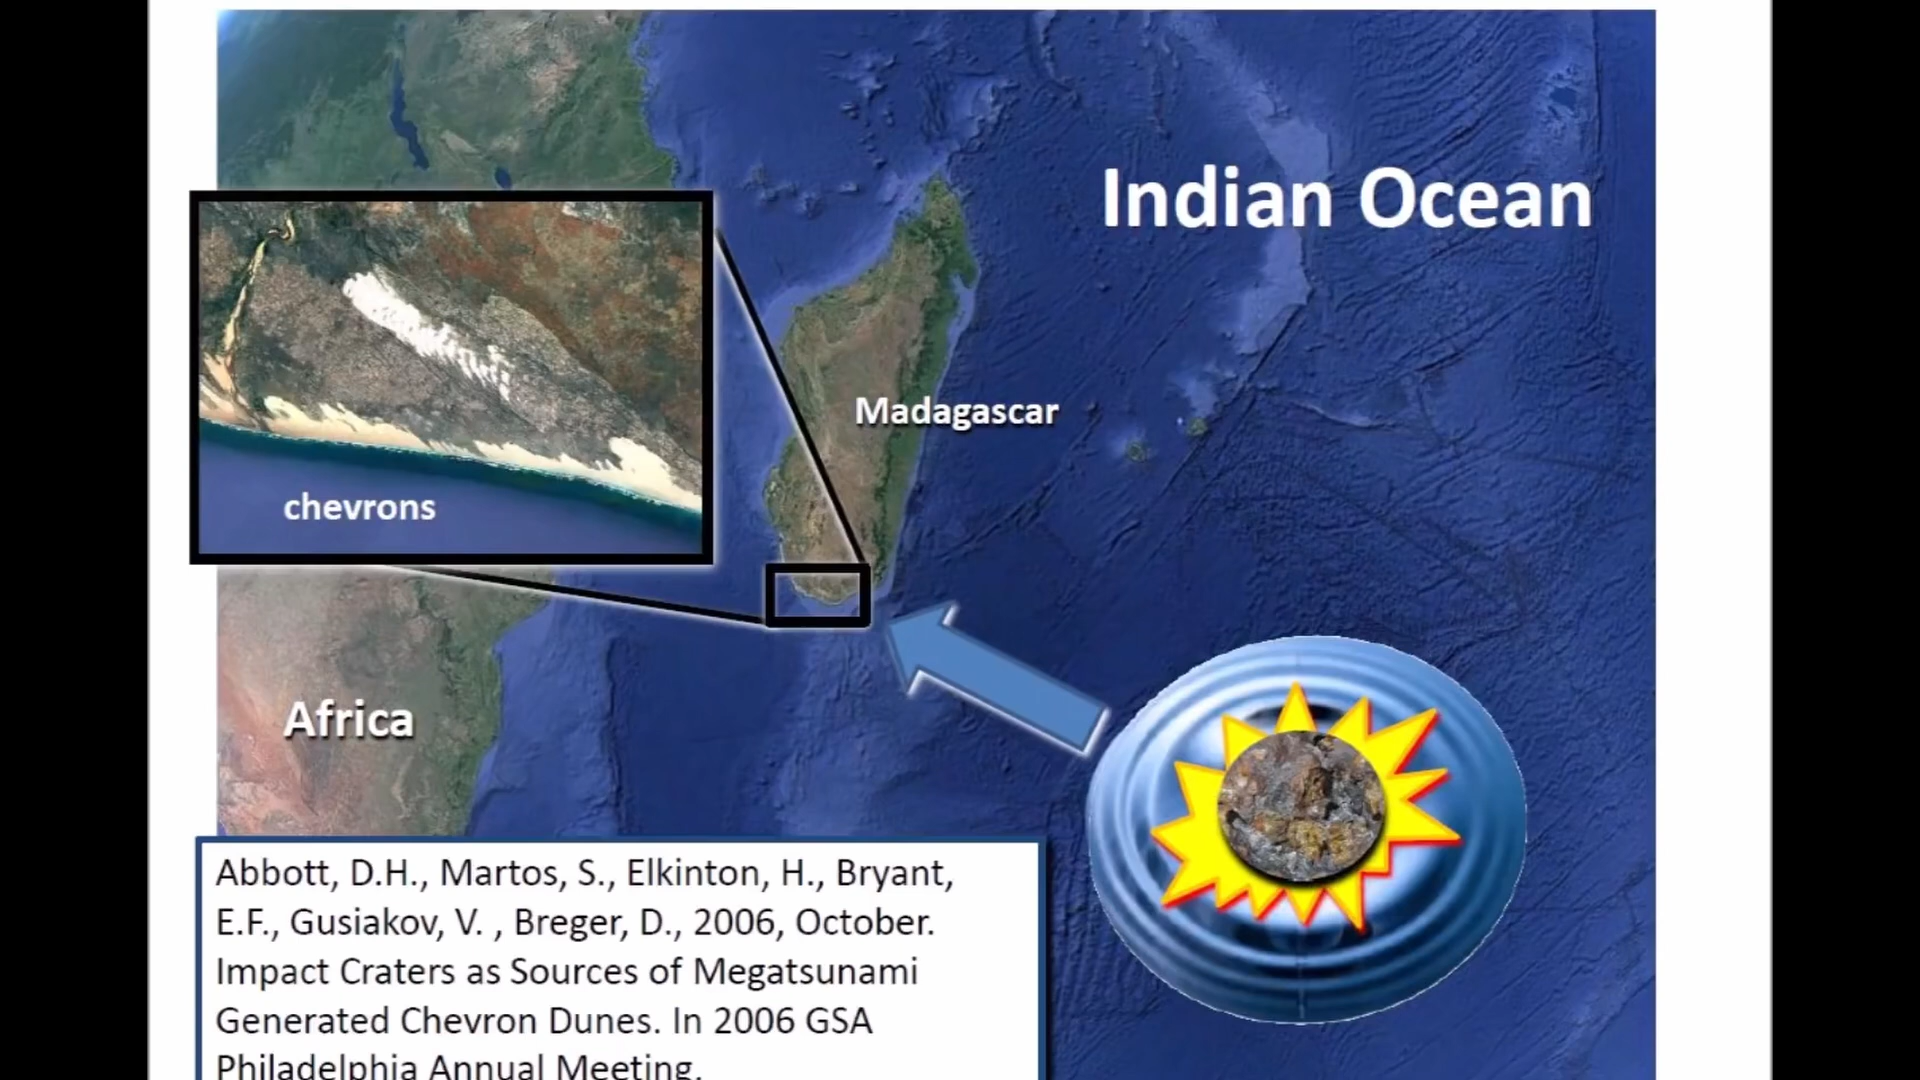 Indian Ocean
Madagascar
chevrons
Africa
Abbott, D.H., Martos, S., Elkinton, H., Bryant,
E.F., Gusiakov, V. , Breger, D., 2006, October.
Impact Craters as Sources of Megatsunami
Generated Chevron Dunes. In 2006 GSA
Philadelphia Annual Meeting.